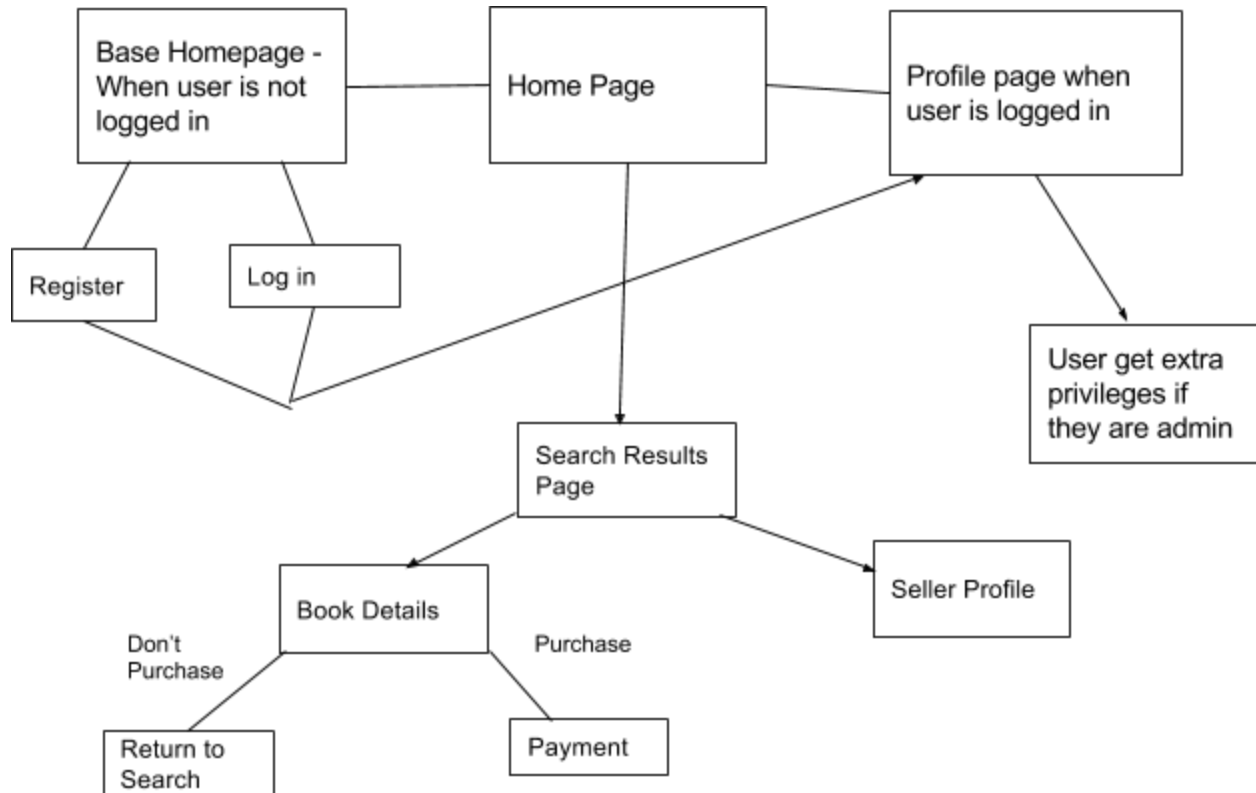 Base Homepage -
When user is not
logged in
Home Page
Profile page when
user is logged in
Register
Log in
User get extra
privileges if
they are admin
Search Results
Page
Book Details
Seller Profile
Don't
Purchase
Purchase
Return to
Search
Payment